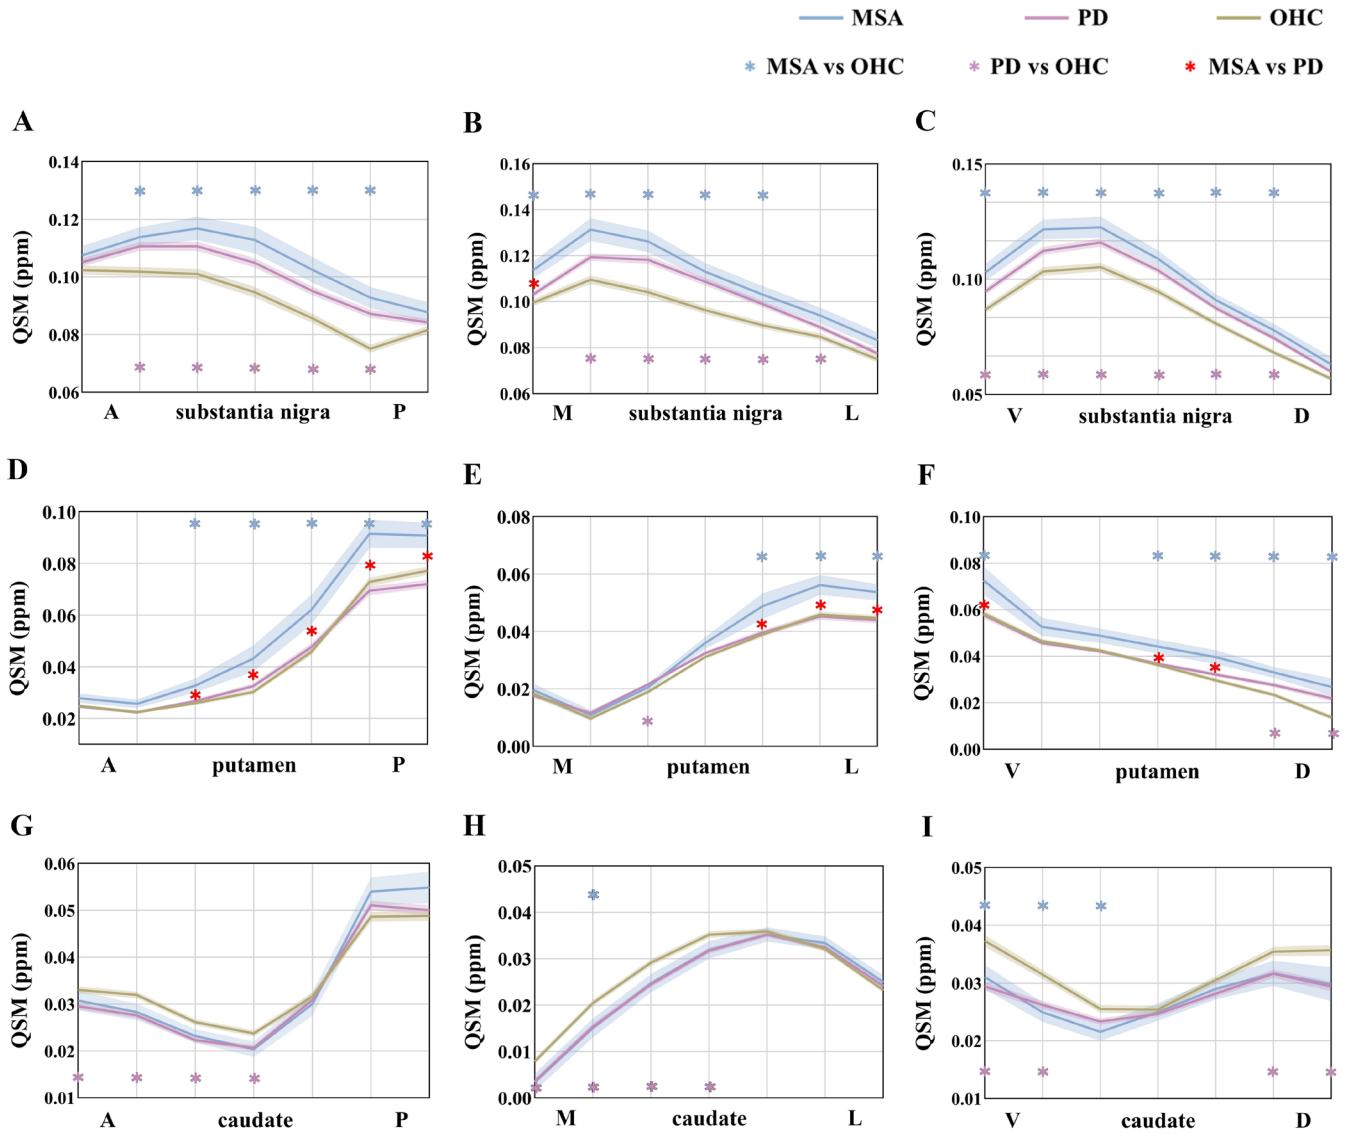 MSA PD OHC
* MSA vs OHC * PD vs OHC * MSA vs PD
A B C
QSM (ppm)
0.14
0.12
0.10
0.08
0.06
A substantia nigra P
QSM (ppm)
0.16
0.14
0.12
0.10
0.08
0.06
M substantia nigra L
QSM (ppm)
0.15
0.10
0.05
V substantia nigra D
D E F
QSM (ppm)
0.10
0.08
0.06
0.04
0.02
A putamen P
QSM (ppm)
0.08
0.06
0.04
0.02
0.00
M putamen L
QSM (ppm)
0.10
0.08
0.06
0.04
0.02
0.00
V putamen D
G H I
QSM (ppm)
0.06
0.05
0.04
0.03
0.02
0.01
A caudate P
QSM (ppm)
0.05
0.04
0.03
0.02
0.01
0.00
M caudate L
QSM (ppm)
0.05
0.04
0.03
0.02
0.01
V caudate D